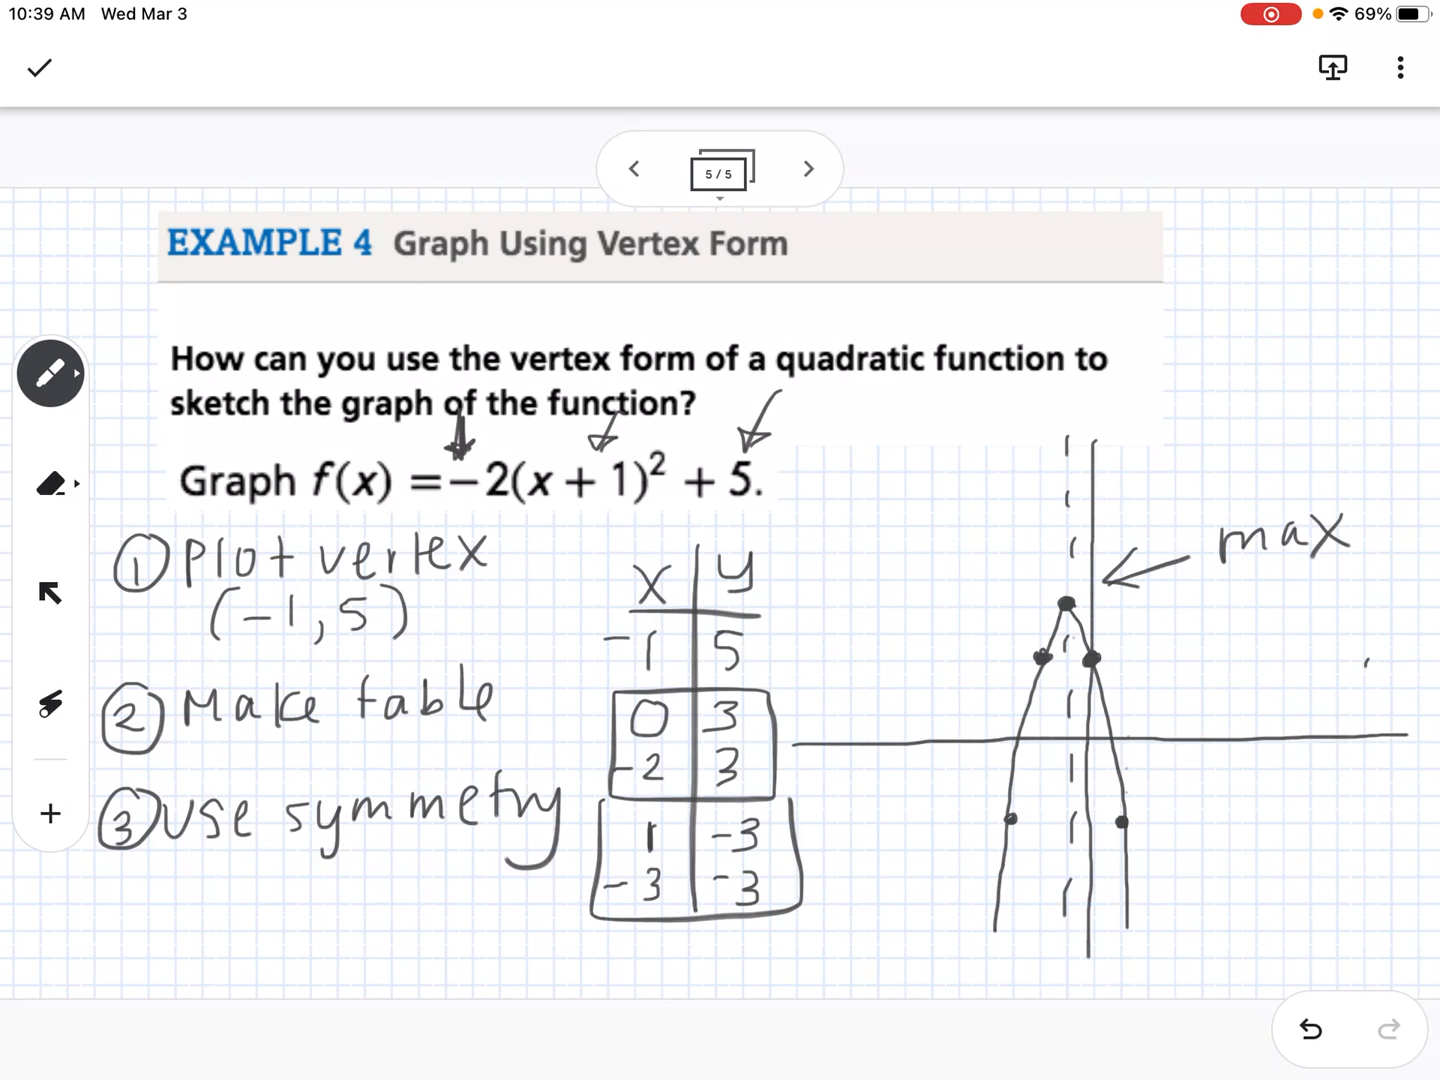 10:39 AM Wed Mar 3
69%
5 / 5
EXAMPLE 4 Graph Using Vertex Form
How can you use the vertex form of a quadratic function to
sketch the graph of the function?
Graph f(x) = −2(x + 1)² + 5.
① Plot vertex
(-1, 5)
② Make table
③ Use symmetry
x y
-1 5
0 3
-2 3
1 -3
-3 -3
max